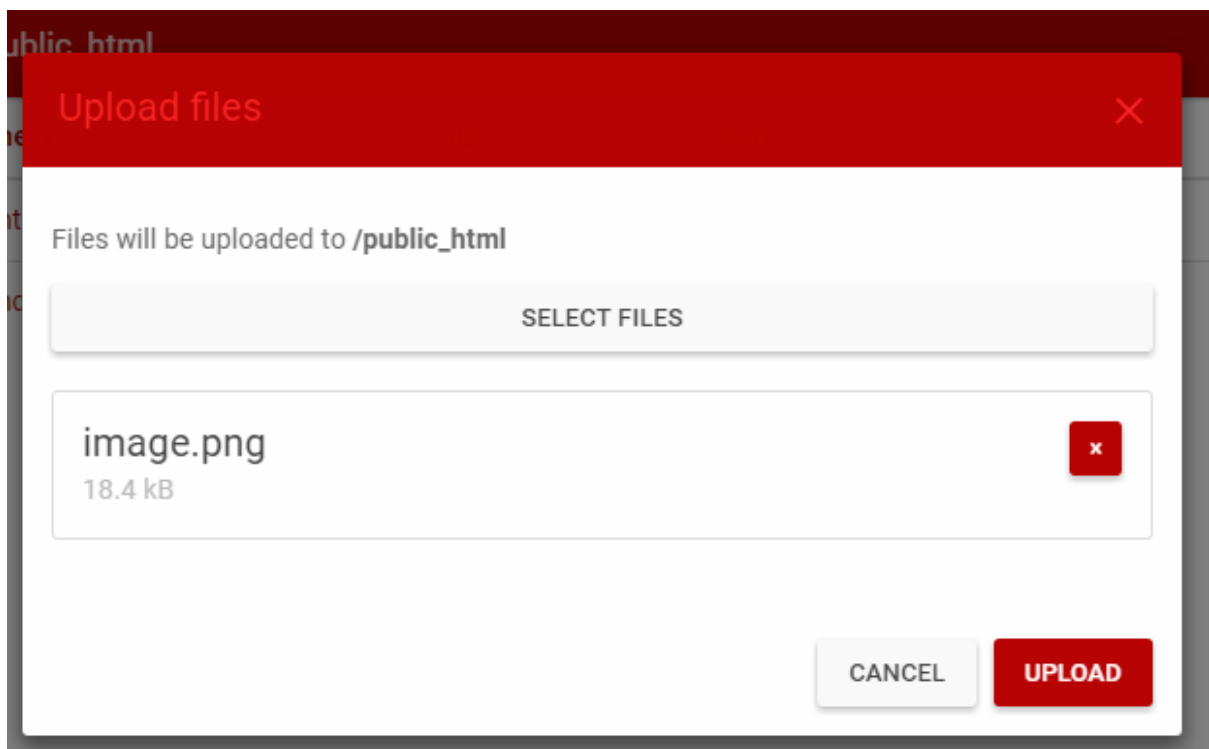 Upload files
Files will be uploaded to /public_html
SELECT FILES
image.png
x
18.4 kB
CANCEL
UPLOAD